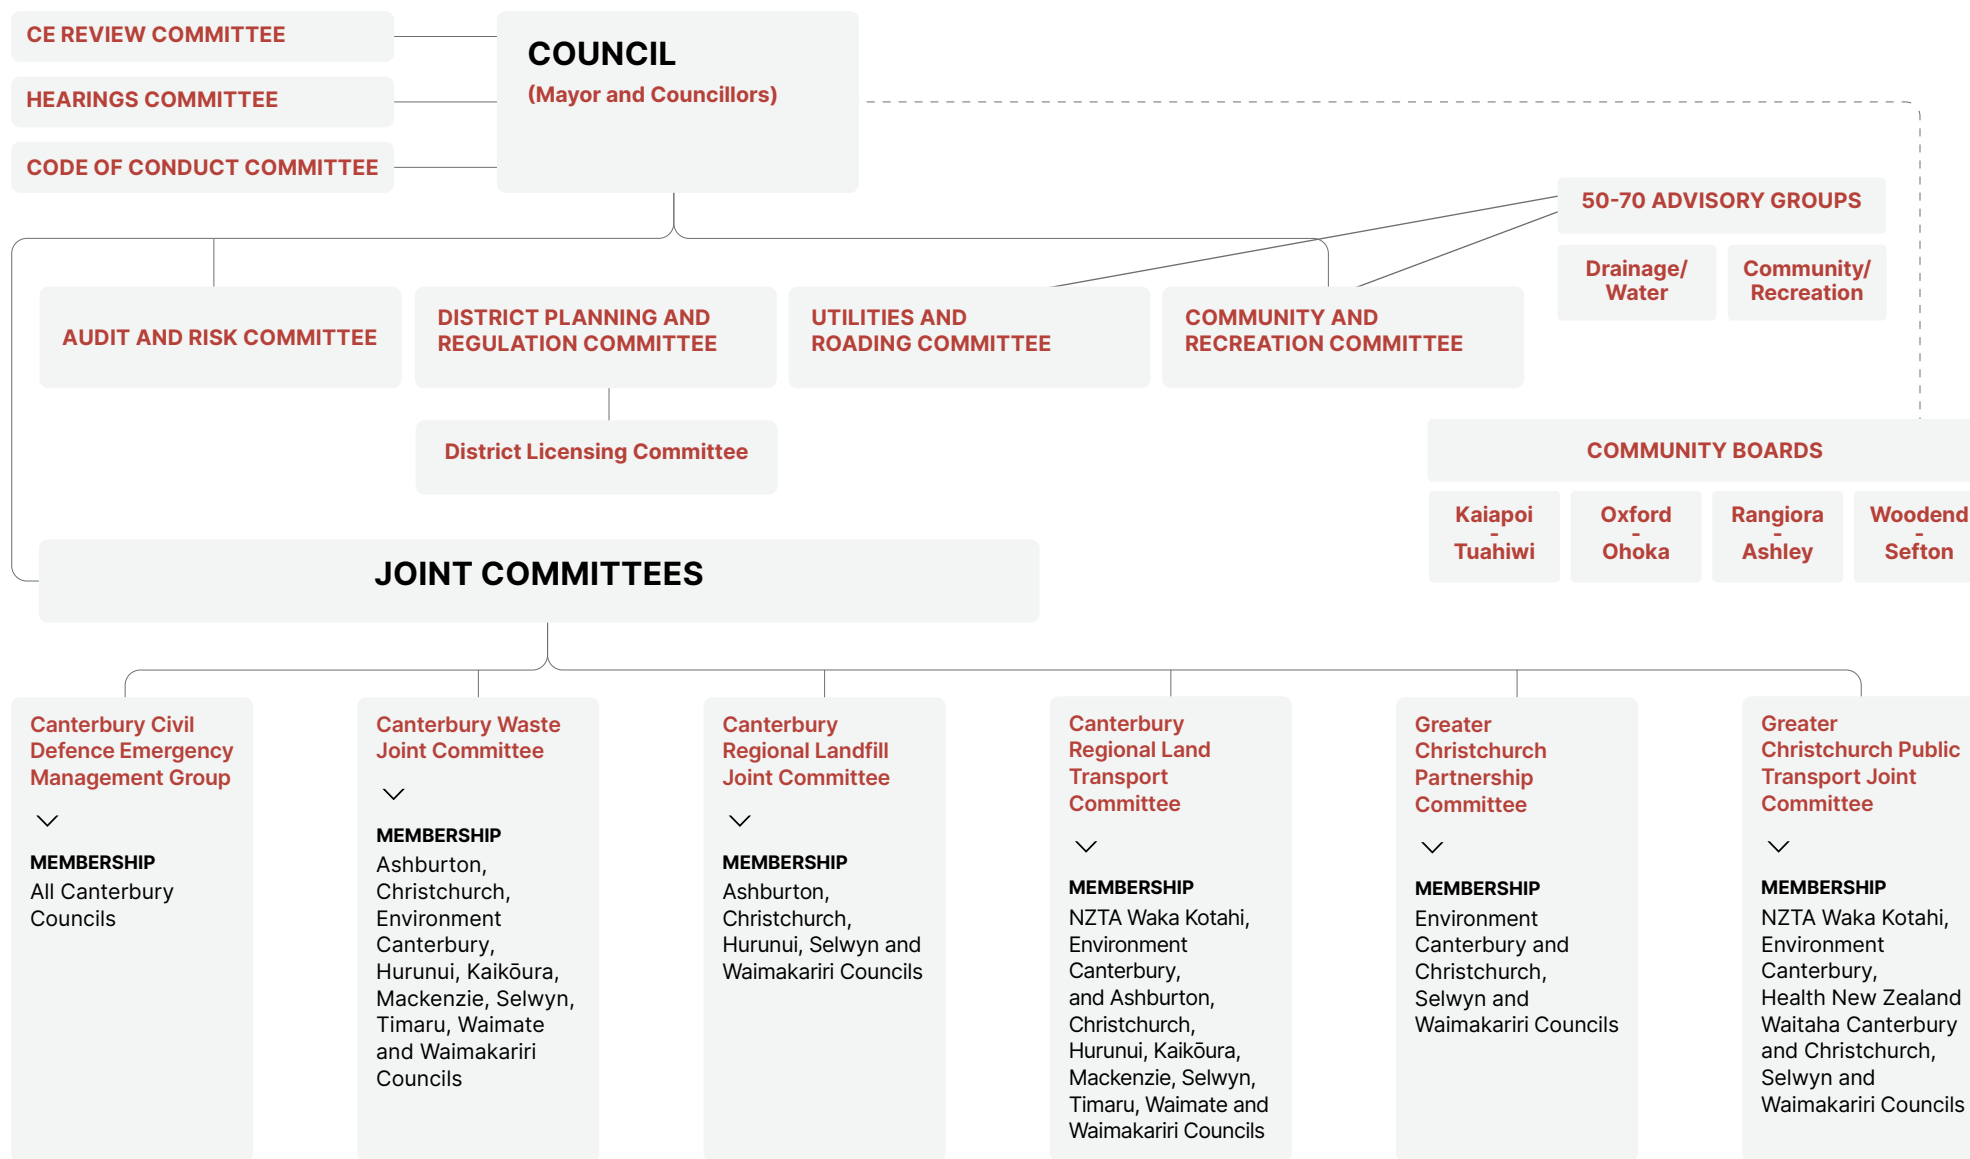 CE REVIEW COMMITTEE
HEARINGS COMMITTEE
CODE OF CONDUCT COMMITTEE
COUNCIL
(Mayor and Councillors)
50-70 ADVISORY GROUPS
Drainage/
Water
Community/
Recreation
AUDIT AND RISK COMMITTEE
DISTRICT PLANNING AND
REGULATION COMMITTEE
UTILITIES AND
ROADING COMMITTEE
COMMUNITY AND
RECREATION COMMITTEE
District Licensing Committee
COMMUNITY BOARDS
Kaiapoi
-
Tuahiwi
Oxford
-
Ohoka
Rangiora
-
Ashley
Woodend
-
Sefton
JOINT COMMITTEES
Canterbury Civil
Defence Emergency
Management Group
MEMBERSHIP
All Canterbury
Councils
Canterbury Waste
Joint Committee
MEMBERSHIP
Ashburton,
Christchurch,
Environment
Canterbury,
Hurunui, Kaikōura,
Mackenzie, Selwyn,
Timaru, Waimate
and Waimakariri
Councils
Canterbury
Regional Landfill
Joint Committee
MEMBERSHIP
Ashburton,
Christchurch,
Hurunui, Selwyn and
Waimakariri Councils
Canterbury
Regional Land
Transport
Committee
MEMBERSHIP
NZTA Waka Kotahi,
Environment
Canterbury,
and Ashburton,
Christchurch,
Hurunui, Kaikōura,
Mackenzie, Selwyn,
Timaru, Waimate and
Waimakariri Councils
Greater
Christchurch
Partnership
Committee
MEMBERSHIP
Environment
Canterbury and
Christchurch,
Selwyn and
Waimakariri Councils
Greater
Christchurch Public
Transport Joint
Committee
MEMBERSHIP
NZTA Waka Kotahi,
Environment
Canterbury,
Health New Zealand
Waitaha Canterbury
and Christchurch,
Selwyn and
Waimakariri Councils